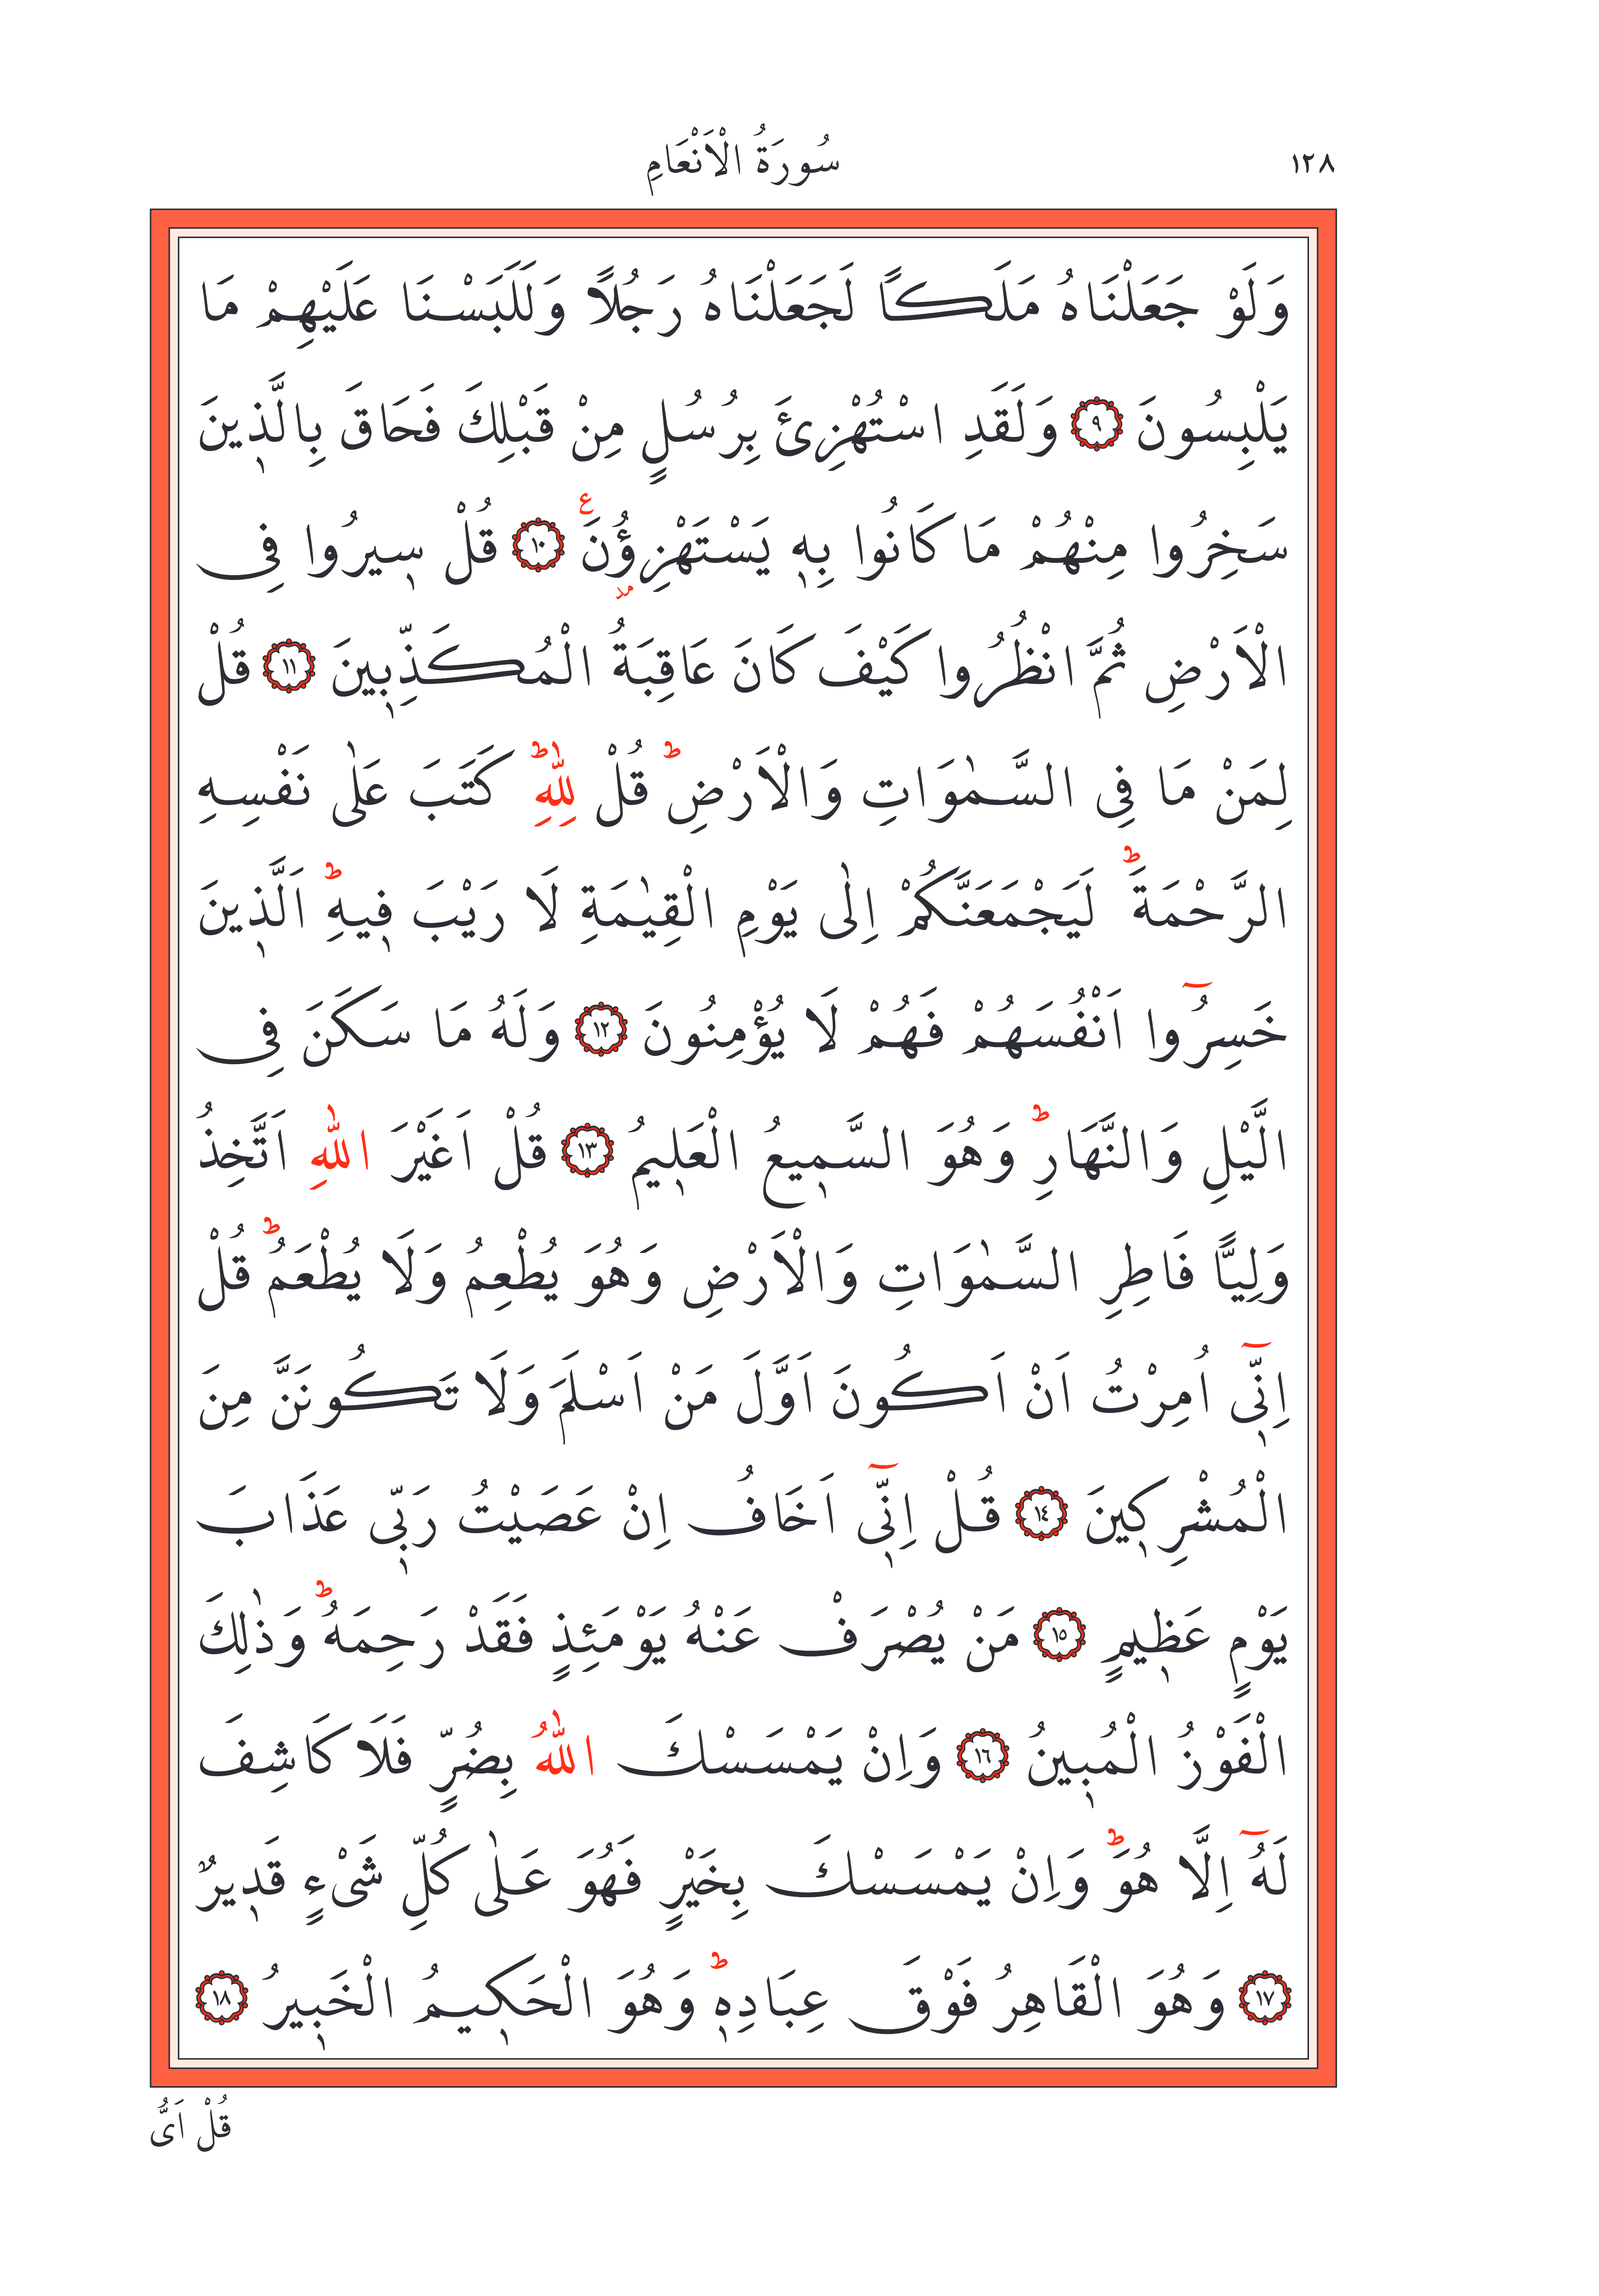 ١٢٨ سُورَةُ الْاَنْعَامِ
وَلَوْ جَعَلْنَاهُ مَلَكًا لَجَعَلْنَاهُ رَجُلًا وَلَلَبَسْنَا عَلَيْهِمْ مَا
يَلْبِسُونَ ﴿٩﴾ وَلَقَدِ اسْتُهْزِئَ بِرُسُلٍ مِنْ قَبْلِكَ فَحَاقَ بِالَّذ۪ينَ
سَخِرُوا مِنْهُمْ مَا كَانُوا بِه۪ يَسْتَهْزِؤُ۫نَ ع ﴿١٠﴾ قُلْ س۪يرُوا فِي
الْاَرْضِ ثُمَّ انْظُرُوا كَيْفَ كَانَ عَاقِبَةُ الْمُكَذِّب۪ينَ ﴿١١﴾ قُلْ
لِمَنْ مَا فِي السَّمٰوَاتِ وَالْاَرْضِۜ قُلْ لِلّٰهِۜ كَتَبَ عَلٰى نَفْسِهِ
الرَّحْمَةَۜ لَيَجْمَعَنَّكُمْ اِلٰى يَوْمِ الْقِيٰمَةِ لَا رَيْبَ ف۪يهِۜ اَلَّذ۪ينَ
خَسِرُٓوا اَنْفُسَهُمْ فَهُمْ لَا يُؤْمِنُونَ ﴿١٢﴾ وَلَهُ مَا سَكَنَ فِي
الَّيْلِ وَالنَّهَارِۜ وَهُوَ السَّم۪يعُ الْعَل۪يمُ ﴿١٣﴾ قُلْ اَغَيْرَ اللّٰهِ اَتَّخِذُ
وَلِيًّا فَاطِرِ السَّمٰوَاتِ وَالْاَرْضِ وَهُوَ يُطْعِمُ وَلَا يُطْعَمُۜ قُلْ
اِنّ۪ٓي اُمِرْتُ اَنْ اَكُونَ اَوَّلَ مَنْ اَسْلَمَ وَلَا تَكُونَنَّ مِنَ
الْمُشْرِك۪ينَ ﴿١٤﴾ قُلْ اِنّ۪ٓي اَخَافُ اِنْ عَصَيْتُ رَبّ۪ي عَذَابَ
يَوْمٍ عَظ۪يمٍ ﴿١٥﴾ مَنْ يُصْرَفْ عَنْهُ يَوْمَئِذٍ فَقَدْ رَحِمَهُۜ وَذٰلِكَ
الْفَوْزُ الْمُب۪ينُ ﴿١٦﴾ وَاِنْ يَمْسَسْكَ اللّٰهُ بِضُرٍّ فَلَا كَاشِفَ
لَهُٓ اِلَّا هُوَۜ وَاِنْ يَمْسَسْكَ بِخَيْرٍ فَهُوَ عَلٰى كُلِّ شَيْءٍ قَد۪يرٌ
﴿١٧﴾ وَهُوَ الْقَاهِرُ فَوْقَ عِبَادِه۪ۜ وَهُوَ الْحَك۪يمُ الْخَب۪يرُ ﴿١٨﴾
قُلْ اَيُّ